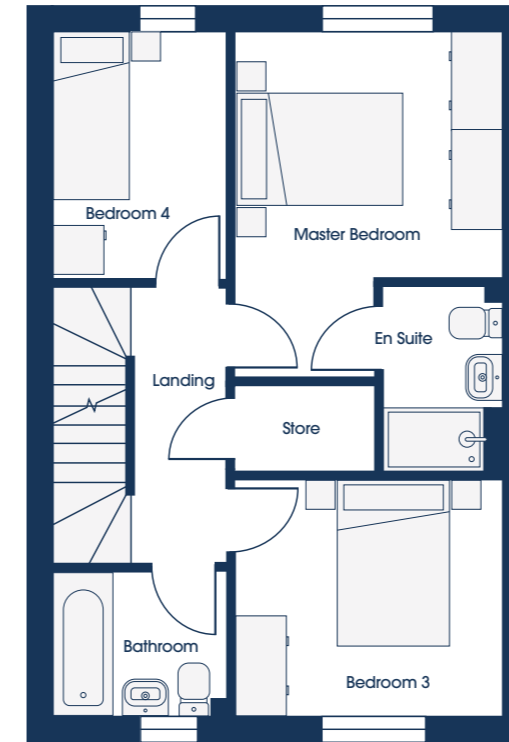 Bedroom 4
Master Bedroom
En Suite
Landing
Store
Bathroom
Bedroom 3